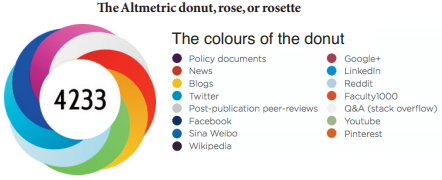 The Altmetric donut, rose, or rosette
The colours of the donut
4233
Policy documents
News
Blogs
Twitter
Post-publication peer-reviews
Facebook
Sina Weibo
Wikipedia
Google+
LinkedIn
Reddit
Faculty1000
Q&A (stack overflow)
Youtube
Pinterest